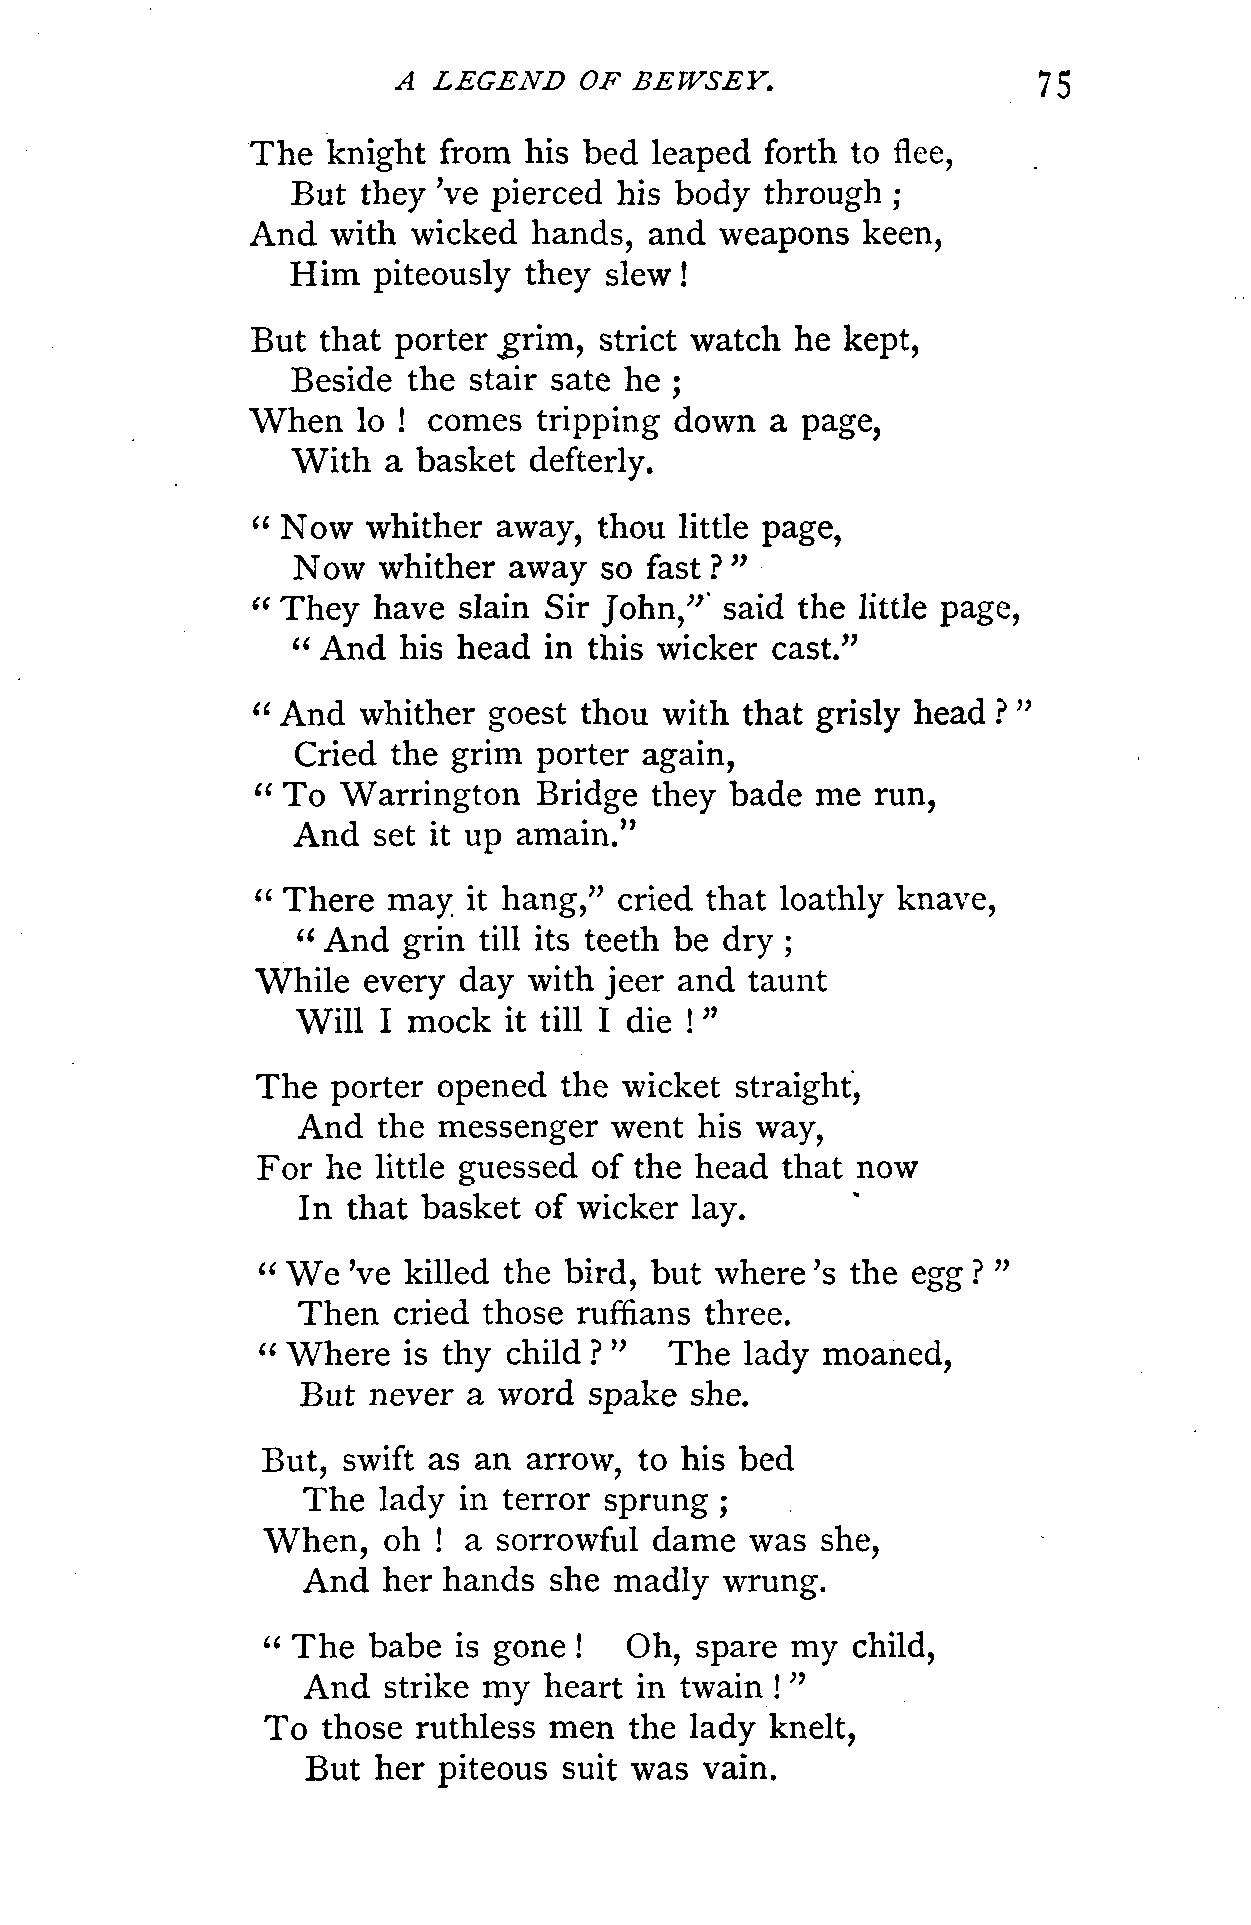 A LEGEND OF BEWSEY. 75
The knight from his bed leaped forth to flee,
But they 've pierced his body through ;
And with wicked hands, and weapons keen,
Him piteously they slew !
But that porter grim, strict watch he kept,
Beside the stair sate he ;
When lo ! comes tripping down a page,
With a basket defterly.
" Now whither away, thou little page,
Now whither away so fast ? "
" They have slain Sir John," said the little page,
" And his head in this wicker cast."
" And whither goest thou with that grisly head ? "
Cried the grim porter again,
" To Warrington Bridge they bade me run,
And set it up amain."
" There may it hang," cried that loathly knave,
" And grin till its teeth be dry ;
While every day with jeer and taunt
Will I mock it till I die ! "
The porter opened the wicket straight,
And the messenger went his way,
For he little guessed of the head that now
In that basket of wicker lay.
" We 've killed the bird, but where 's the egg ? "
Then cried those ruffians three.
" Where is thy child ? " The lady moaned,
But never a word spake she.
But, swift as an arrow, to his bed
The lady in terror sprung ;
When, oh ! a sorrowful dame was she,
And her hands she madly wrung.
" The babe is gone ! Oh, spare my child,
And strike my heart in twain ! "
To those ruthless men the lady knelt,
But her piteous suit was vain.